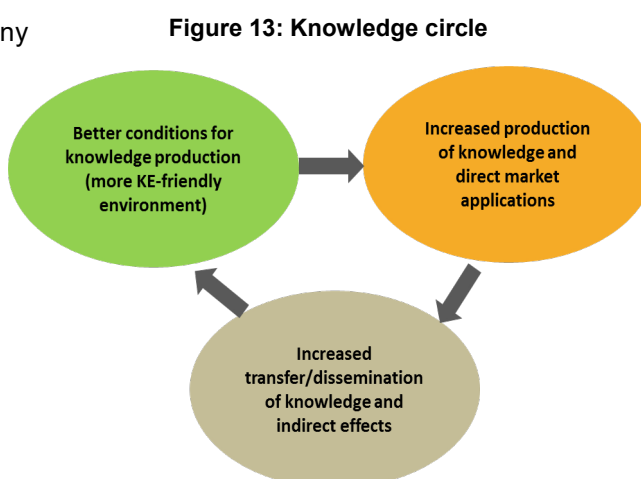 ny
Figure 13: Knowledge circle
Better conditions for
knowledge production
(more KE-friendly
environment)
Increased production
of knowledge and
direct market
applications
Increased
transfer/dissemination
of knowledge and
indirect effects